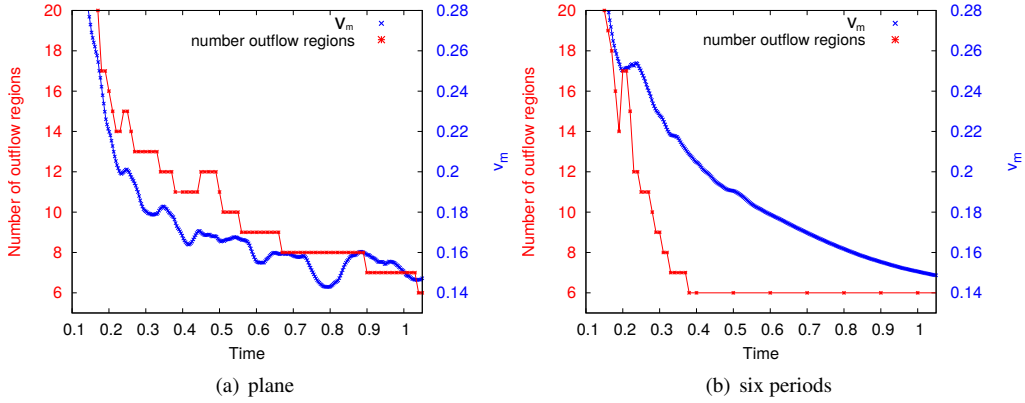 20
18
16
14
12
10
8
6
Number of outflow regions
0.28
0.26
0.24
0.22
0.2
0.18
0.16
0.14
v_m
v_m
number outflow regions
0.1 0.2 0.3 0.4 0.5 0.6 0.7 0.8 0.9 1
Time
(a) plane
20
18
16
14
12
10
8
6
Number of outflow regions
0.28
0.26
0.24
0.22
0.2
0.18
0.16
0.14
v_m
v_m
number outflow regions
0.1 0.2 0.3 0.4 0.5 0.6 0.7 0.8 0.9 1
Time
(b) six periods